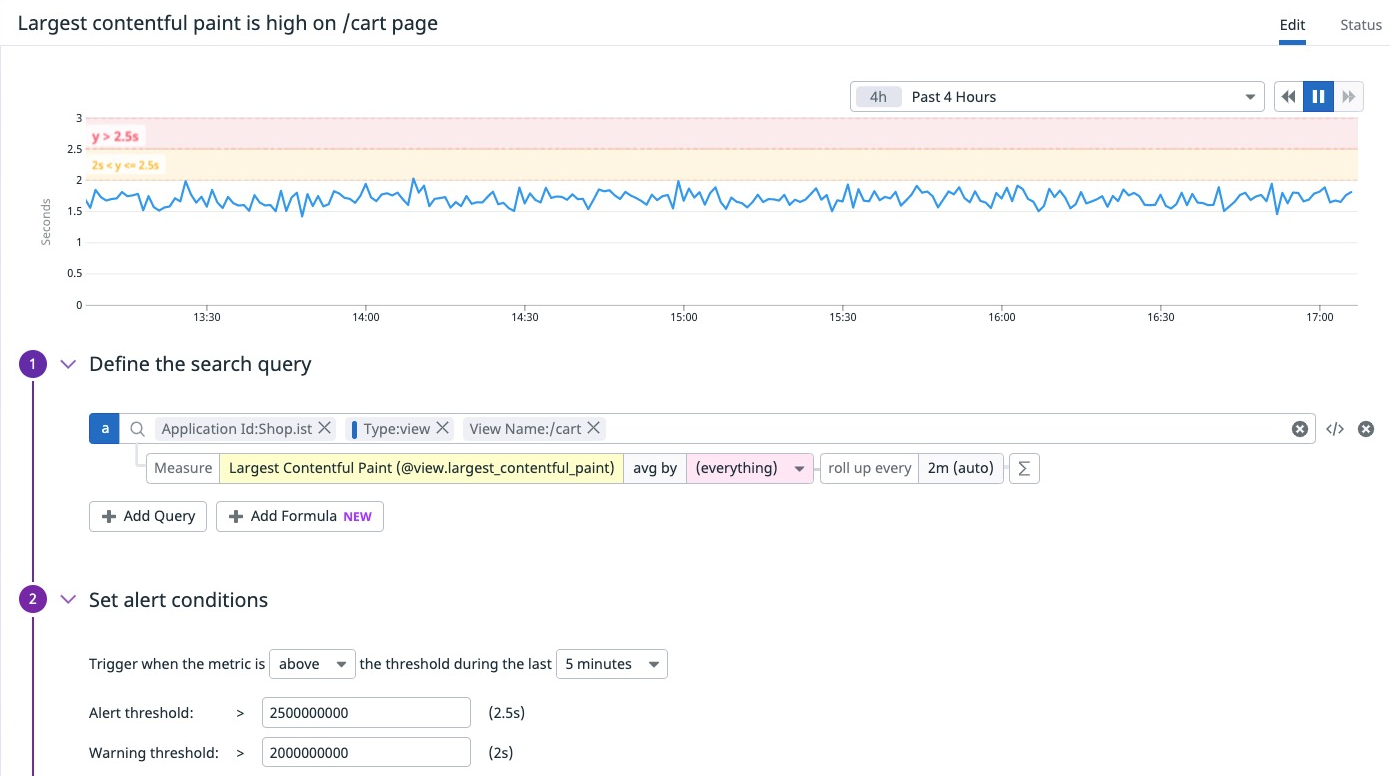 Largest contentful paint is high on /cart page
Edit Status
4h Past 4 Hours
3
y > 2.5s
2.5
2s < y <= 2.5s
2
1.5
1
0.5
0
Seconds
13:30 14:00 14:30 15:00 15:30 16:00 16:30 17:00
1 Define the search query
a Application Id:Shop.ist Type:view View Name:/cart </>
Measure Largest Contentful Paint (@view.largest_contentful_paint) avg by (everything) roll up every 2m (auto) Σ
+ Add Query + Add Formula NEW
2 Set alert conditions
Trigger when the metric is above the threshold during the last 5 minutes
Alert threshold: > 2500000000 (2.5s)
Warning threshold: > 2000000000 (2s)